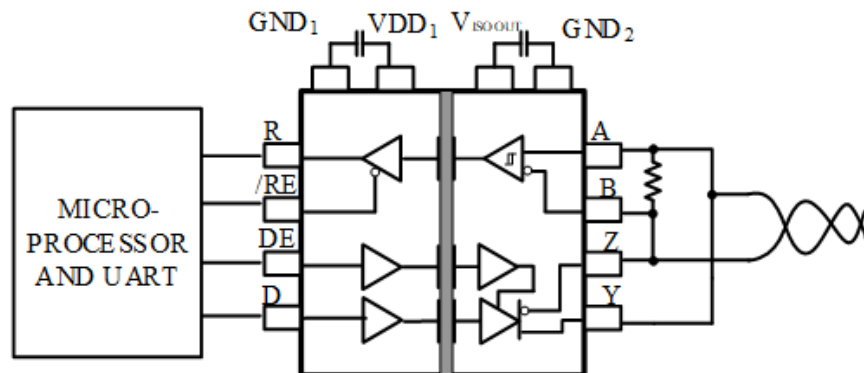 GND1 VDD1 VISOOUT GND2
R
/RE
DE
D
MICRO-
PROCESSOR
AND UART
A
B
Z
Y